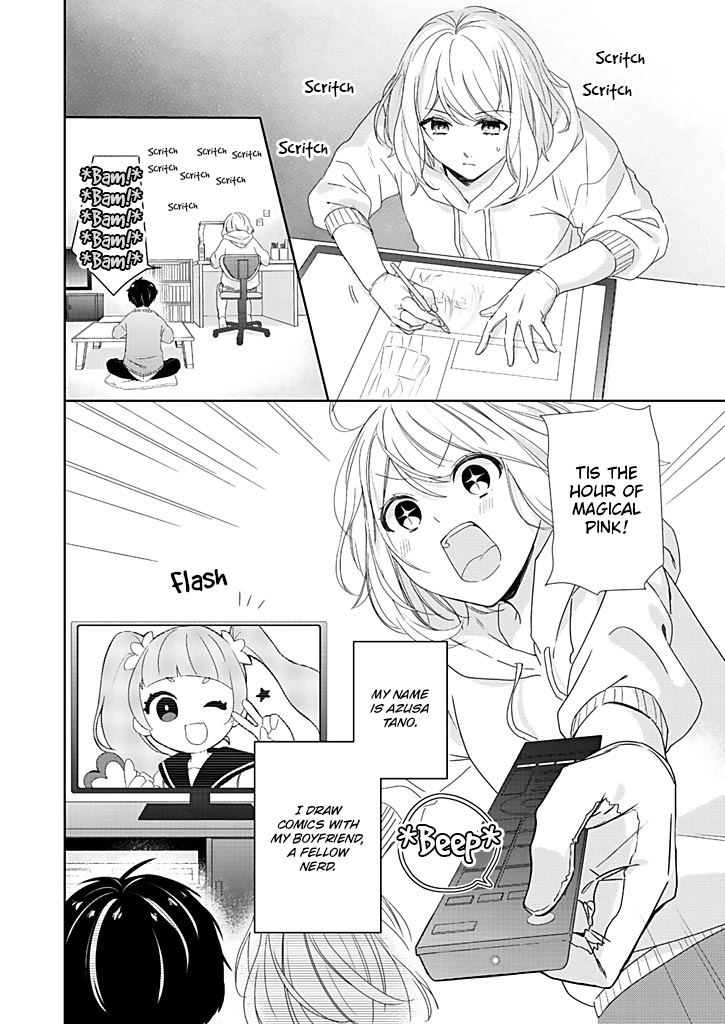 Scritch
Scritch
Scritch
Scritch
Scritch
Scritch
Scritch
Scritch
Scritch
Scritch
Scritch
*Bam!*
*Bam!*
*Bam!*
*Bam!*
*Bam!*
TIS THE
HOUR OF
MAGICAL
PINK!
Flash
MY NAME
IS AZUSA
TANO.
I DRAW
COMICS WITH
MY BOYFRIEND,
A FELLOW
NERD.
*Beep*